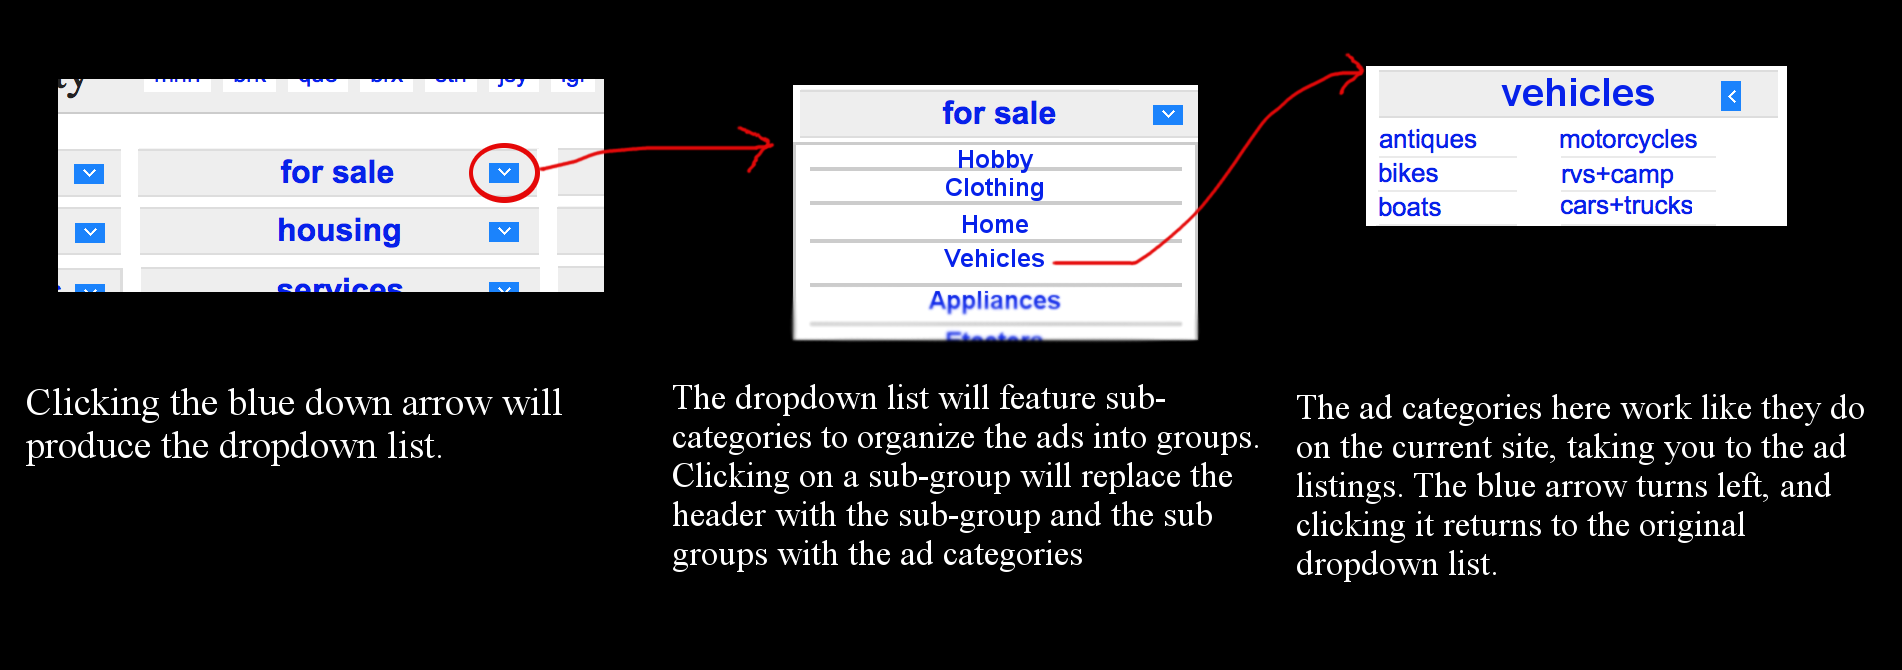 for sale
housing
services
for sale
Hobby
Clothing
Home
Vehicles
Appliances
vehicles
antiques
motorcycles
bikes
rvs+camp
boats
cars+trucks
Clicking the blue down arrow will
produce the dropdown list.
The dropdown list will feature sub-
categories to organize the ads into groups.
Clicking on a sub-group will replace the
header with the sub-group and the sub
groups with the ad categories
The ad categories here work like they do
on the current site, taking you to the ad
listings. The blue arrow turns left, and
clicking it returns to the original
dropdown list.